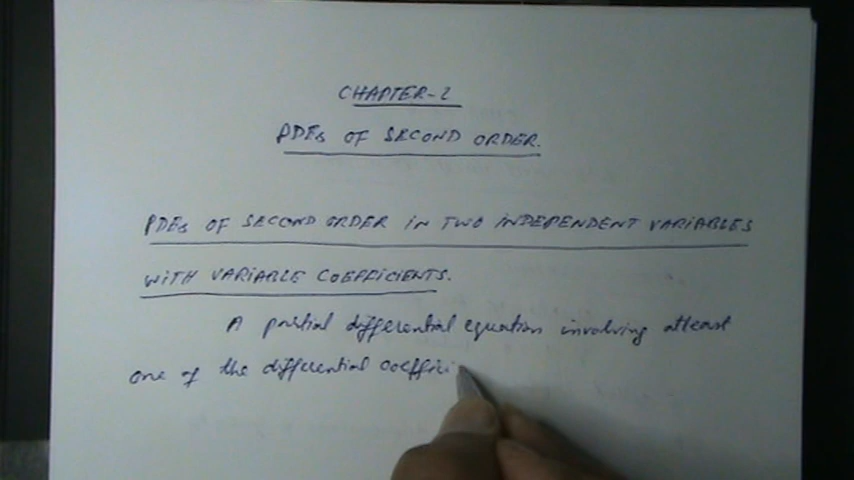 CHAPTER-2
PDEs OF SECOND ORDER.
PDEs OF SECOND ORDER IN TWO INDEPENDENT VARIABLES
WITH VARIABLE COEFFICIENTS.
A partial differential equation involving atleast
one of the differential coeffici